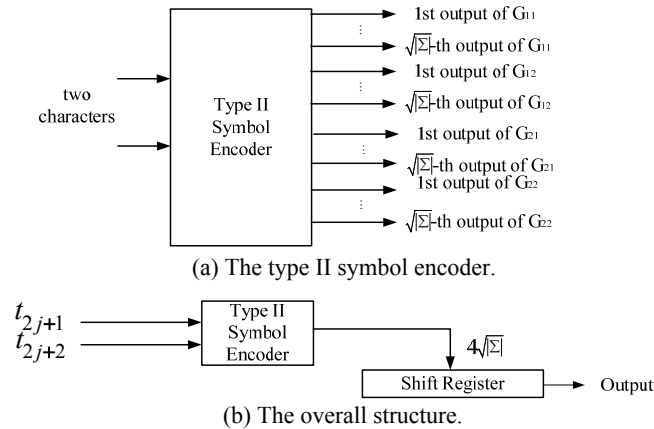 1st output of G₁₁
⋮
√|Σ|-th output of G₁₁
two characters
1st output of G₁₂
⋮
√|Σ|-th output of G₁₂
Type II
Symbol
Encoder
1st output of G₂₁
⋮
√|Σ|-th output of G₂₁
1st output of G₂₂
⋮
√|Σ|-th output of G₂₂
(a) The type II symbol encoder.
t₂ⱼ₊₁
t₂ⱼ₊₂
Type II
Symbol
Encoder
4√|Σ|
Shift Register
Output
(b) The overall structure.